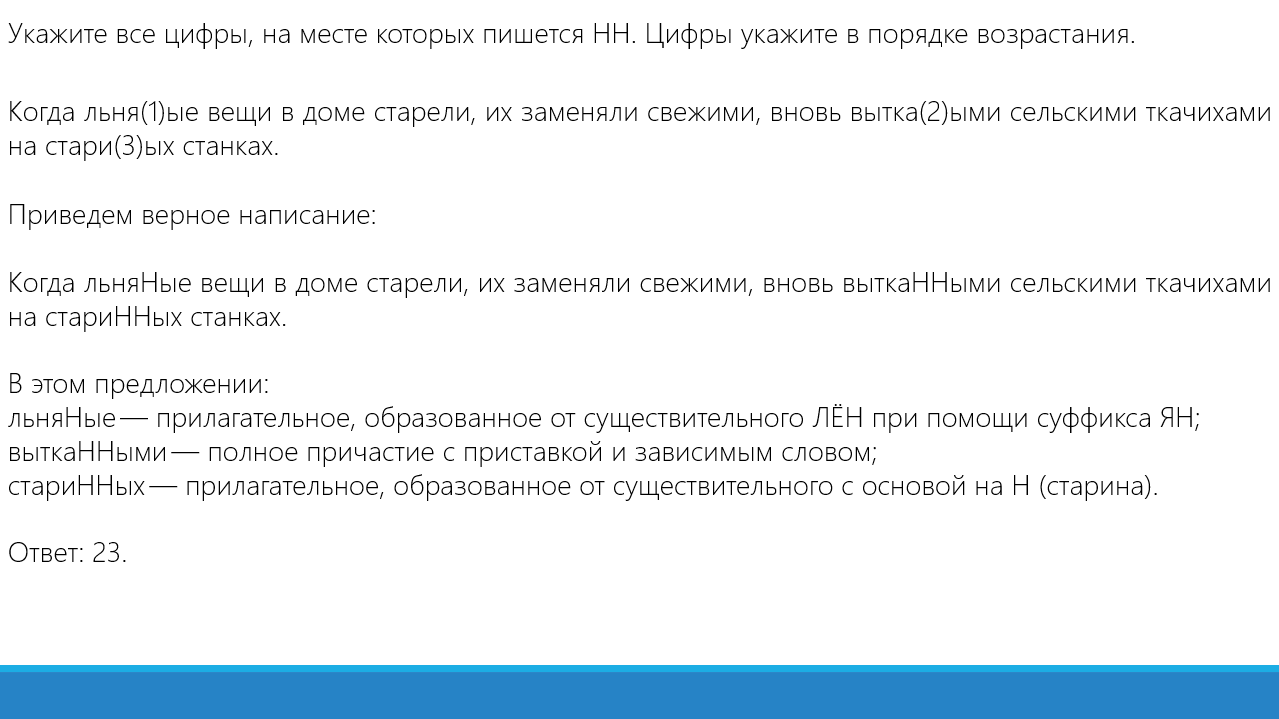 Укажите все цифры, на месте которых пишется НН. Цифры укажите в порядке возрастания.
Когда льня(1)ые вещи в доме старели, их заменяли свежими, вновь вытка(2)ыми сельскими ткачихами
на стари(3)ых станках.
Приведем верное написание:
Когда льняНые вещи в доме старели, их заменяли свежими, вновь выткаННыми сельскими ткачихами
на стариННых станках.
В этом предложении:
льняНые — прилагательное, образованное от существительного ЛЁН при помощи суффикса ЯН;
выткаННыми — полное причастие с приставкой и зависимым словом;
стариННых — прилагательное, образованное от существительного с основой на Н (старина).
Ответ: 23.